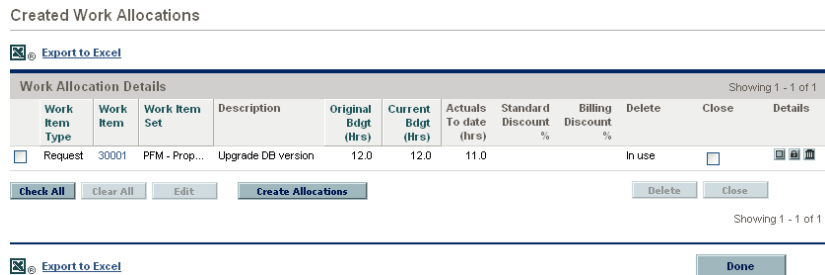 Created Work Allocations
® Export to Excel
Work Allocation Details Showing 1 - 1 of 1
Work Item Type Work Item Work Item Set Description Original Bdgt (Hrs) Current Bdgt (Hrs) Actuals To date (hrs) Standard Discount % Billing Discount % Delete Close Details
Request 30001 PFM - Prop... Upgrade DB version 12.0 12.0 11.0 In use
Check All Clear All Edit Create Allocations Delete Close
Showing 1 - 1 of 1
® Export to Excel Done